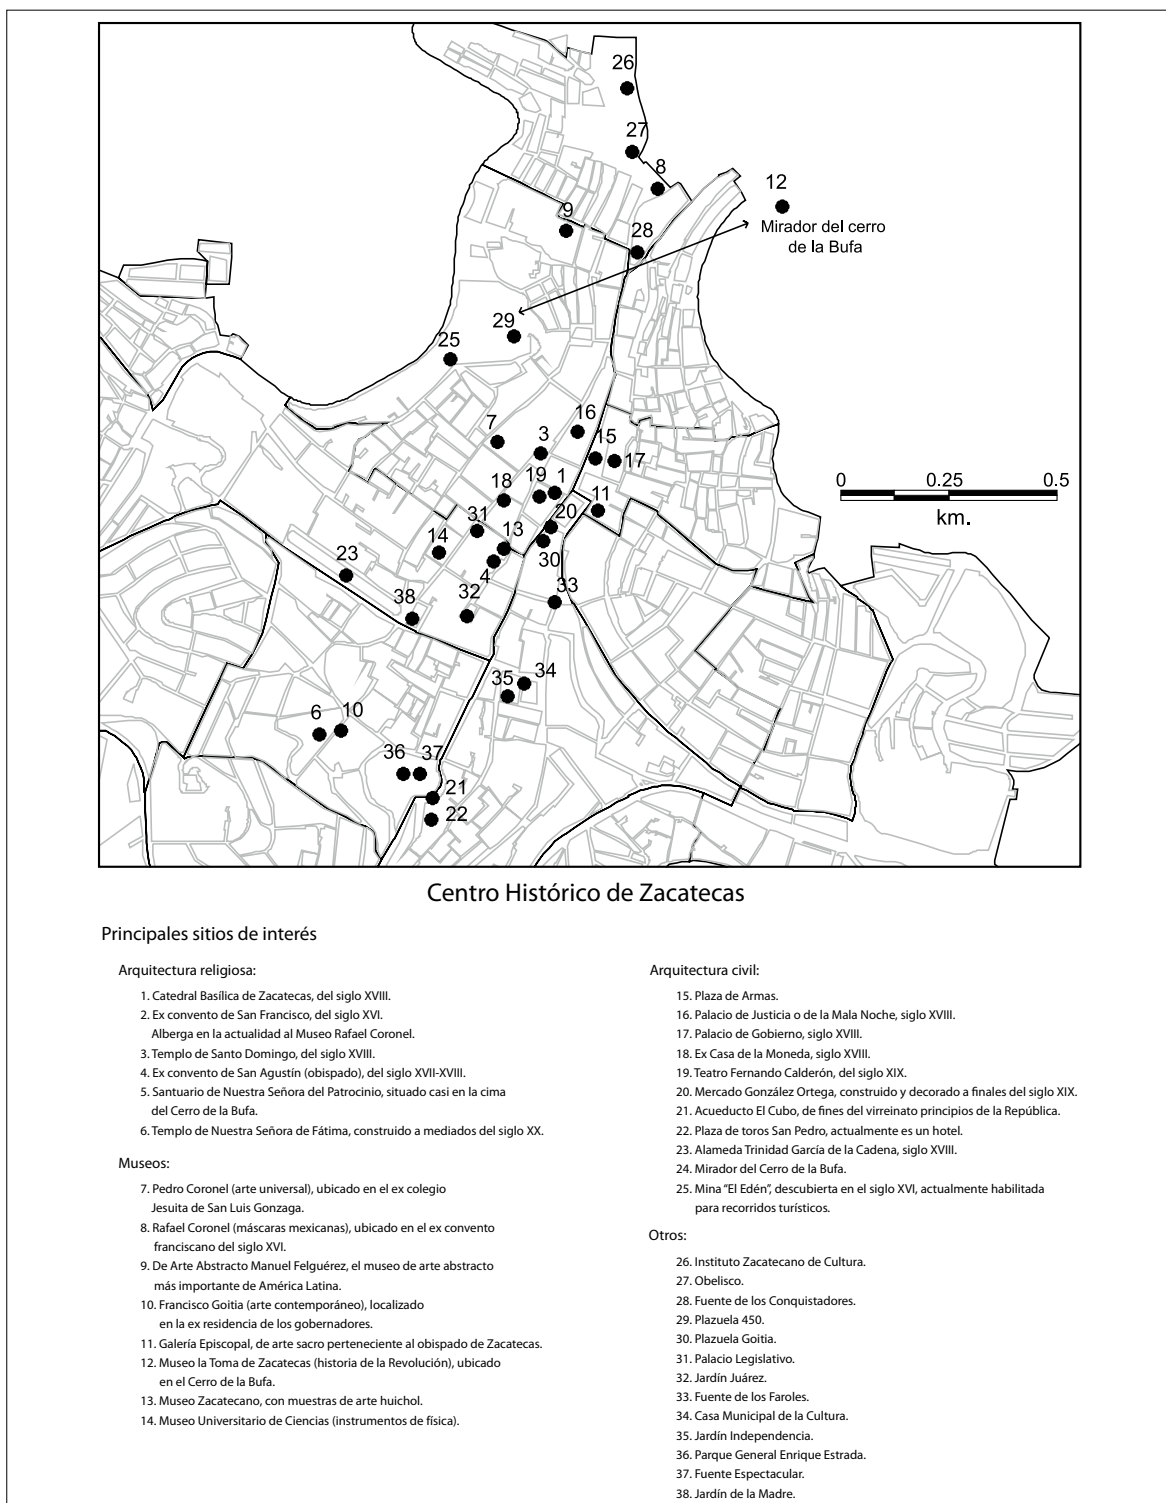 26
27
8
12
9
Mirador del cerro
de la Bufa
28
29
25
16
7
3
15
17
0
0.25
0.5
km.
18
19
1
11
20
31
13
14
30
23
4
33
32
38
34
35
6
10
36
37
21
22
Centro Histórico de Zacatecas
Principales sitios de interés
Arquitectura religiosa:
1. Catedral Basílica de Zacatecas, del siglo XVIII.
2. Ex convento de San Francisco, del siglo XVI.
Alberga en la actualidad al Museo Rafael Coronel.
3. Templo de Santo Domingo, del siglo XVIII.
4. Ex convento de San Agustín (obispado), del siglo XVII-XVIII.
5. Santuario de Nuestra Señora del Patrocinio, situado casi en la cima
del Cerro de la Bufa.
6. Templo de Nuestra Señora de Fátima, construido a mediados del siglo XX.
Museos:
7. Pedro Coronel (arte universal), ubicado en el ex colegio
Jesuita de San Luis Gonzaga.
8. Rafael Coronel (máscaras mexicanas), ubicado en el ex convento
franciscano del siglo XVI.
9. De Arte Abstracto Manuel Felguérez, el museo de arte abstracto
más importante de América Latina.
10. Francisco Goitia (arte contemporáneo), localizado
en la ex residencia de los gobernadores.
11. Galería Episcopal, de arte sacro perteneciente al obispado de Zacatecas.
12. Museo la Toma de Zacatecas (historia de la Revolución), ubicado
en el Cerro de la Bufa.
13. Museo Zacatecano, con muestras de arte huichol.
14. Museo Universitario de Ciencias (instrumentos de física).
Arquitectura civil:
15. Plaza de Armas.
16. Palacio de Justicia o de la Mala Noche, siglo XVIII.
17. Palacio de Gobierno, siglo XVIII.
18. Ex Casa de la Moneda, siglo XVIII.
19. Teatro Fernando Calderón, del siglo XIX.
20. Mercado González Ortega, construido y decorado a finales del siglo XIX.
21. Acueducto El Cubo, de fines del virreinato principios de la República.
22. Plaza de toros San Pedro, actualmente es un hotel.
23. Alameda Trinidad García de la Cadena, siglo XVIII.
24. Mirador del Cerro de la Bufa.
25. Mina “El Edén”, descubierta en el siglo XVI, actualmente habilitada
para recorridos turísticos.
Otros:
26. Instituto Zacatecano de Cultura.
27. Obelisco.
28. Fuente de los Conquistadores.
29. Plazuela 450.
30. Plazuela Goitia.
31. Palacio Legislativo.
32. Jardín Juárez.
33. Fuente de los Faroles.
34. Casa Municipal de la Cultura.
35. Jardín Independencia.
36. Parque General Enrique Estrada.
37. Fuente Espectacular.
38. Jardín de la Madre.